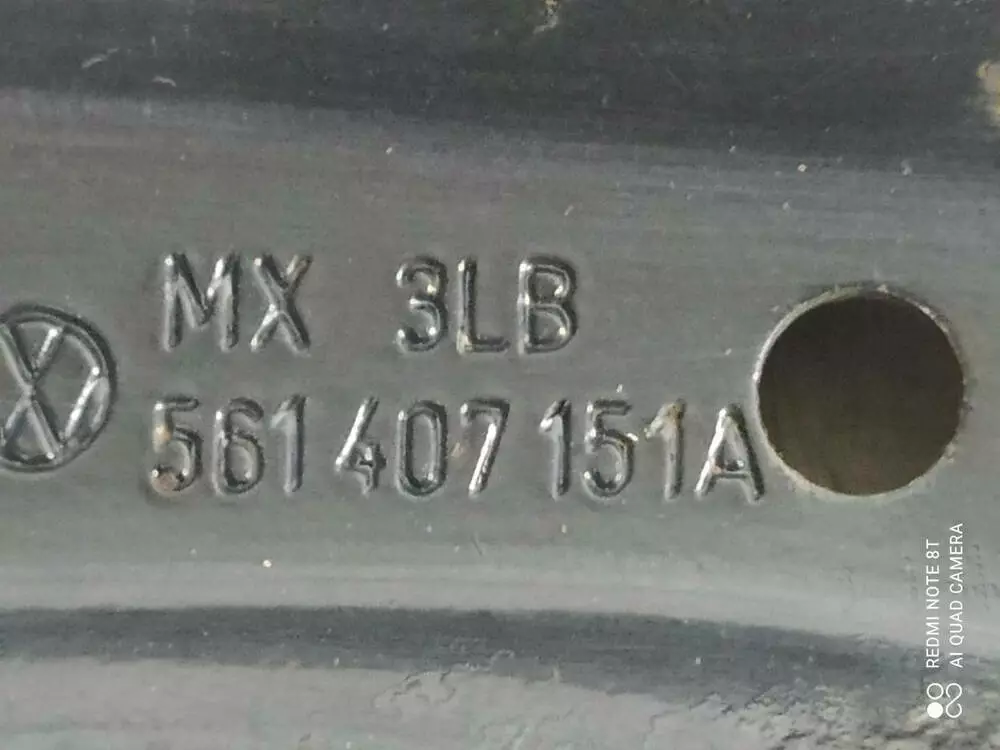 MX 3LB
561 407 151A
REDMI NOTE 8T
AI QUAD CAMERA